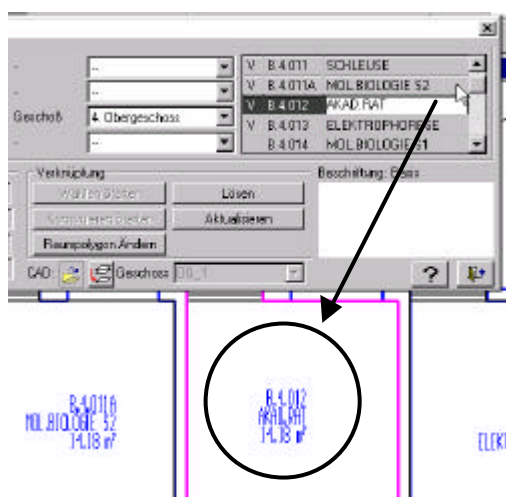 V B.4.011 SCHLEUSE
V B.4.011A MOL BIOLOGIE S2
Geschoß 4. Obergeschoss
V B.4.012 AKAD.RAT
V B.4.013 ELEKTROPHORESE
B.4.014 MOL BIOLOGIE S1
Verknüpfung
Beschriftung: Basis
Lösen
Aktualisieren
Raumpolygon Ändern
CAD: Geschoss DG_1
?
B.4.011A
MOL.BIOLOGIE S2
14.18 m²
B.4.012
AKAD.RAT
14.18 m²
ELEK